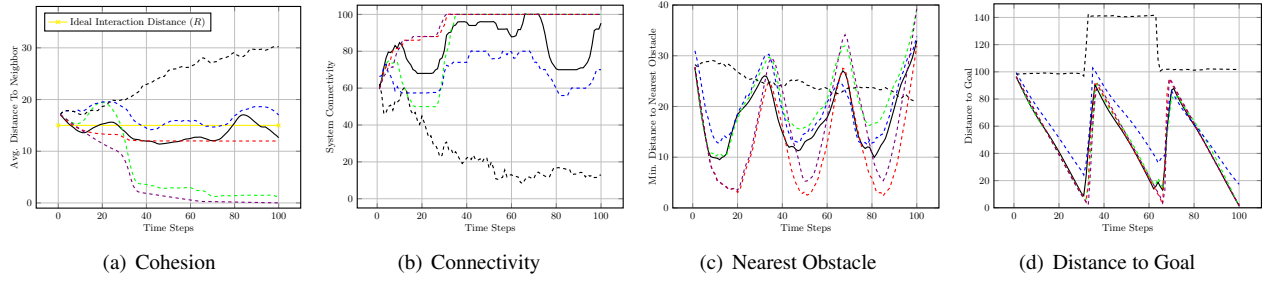 Ideal Interaction Distance (R)
Avg. Distance To Neighbor
30
20
10
0
0 20 40 60 80 100
Time Steps
(a) Cohesion
System Connectivity
100
80
60
40
20
0
0 20 40 60 80 100
Time Steps
(b) Connectivity
Min. Distance to Nearest Obstacle
40
30
20
10
0
0 20 40 60 80 100
Time Steps
(c) Nearest Obstacle
Distance to Goal
140
120
100
80
60
40
20
0
0 20 40 60 80 100
Time Steps
(d) Distance to Goal